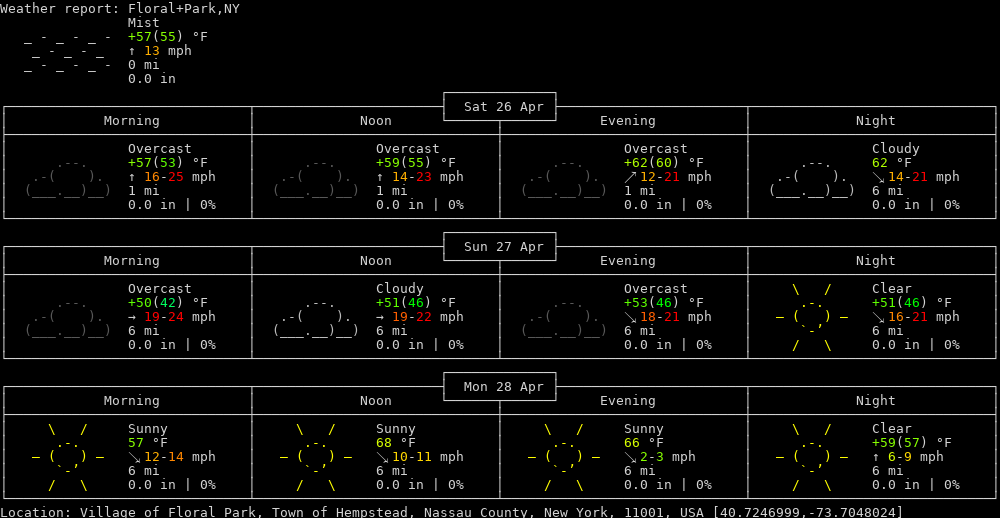 Weather report: Floral+Park,NY
Mist
+57(55) °F
↑ 13 mph
0 mi
0.0 in
Sat 26 Apr
Morning Noon Evening Night
Overcast Overcast Overcast Cloudy
+57(53) °F +59(55) °F +62(60) °F 62 °F
↑ 16-25 mph ↑ 14-23 mph ↗ 12-21 mph ↘ 14-21 mph
1 mi 1 mi 1 mi 6 mi
0.0 in | 0% 0.0 in | 0% 0.0 in | 0% 0.0 in | 0%
Sun 27 Apr
Morning Noon Evening Night
Overcast Cloudy Overcast Clear
+50(42) °F +51(46) °F +53(46) °F +51(46) °F
→ 19-24 mph → 19-22 mph ↘ 18-21 mph ↘ 16-21 mph
6 mi 6 mi 6 mi 6 mi
0.0 in | 0% 0.0 in | 0% 0.0 in | 0% 0.0 in | 0%
Mon 28 Apr
Morning Noon Evening Night
Sunny Sunny Sunny Clear
57 °F 68 °F 66 °F +59(57) °F
↘ 12-14 mph ↘ 10-11 mph ↘ 2-3 mph ↑ 6-9 mph
6 mi 6 mi 6 mi 6 mi
0.0 in | 0% 0.0 in | 0% 0.0 in | 0% 0.0 in | 0%
Location: Village of Floral Park, Town of Hempstead, Nassau County, New York, 11001, USA [40.7246999,-73.7048024]